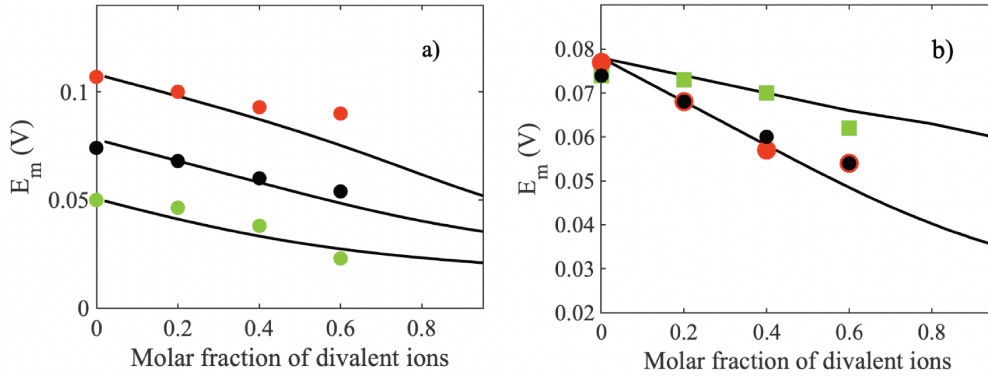 a)
E_m (V)
0.1
0.05
0
0 0.2 0.4 0.6 0.8
Molar fraction of divalent ions
b)
E_m (V)
0.08
0.07
0.06
0.05
0.04
0.03
0.02
0 0.2 0.4 0.6 0.8
Molar fraction of divalent ions